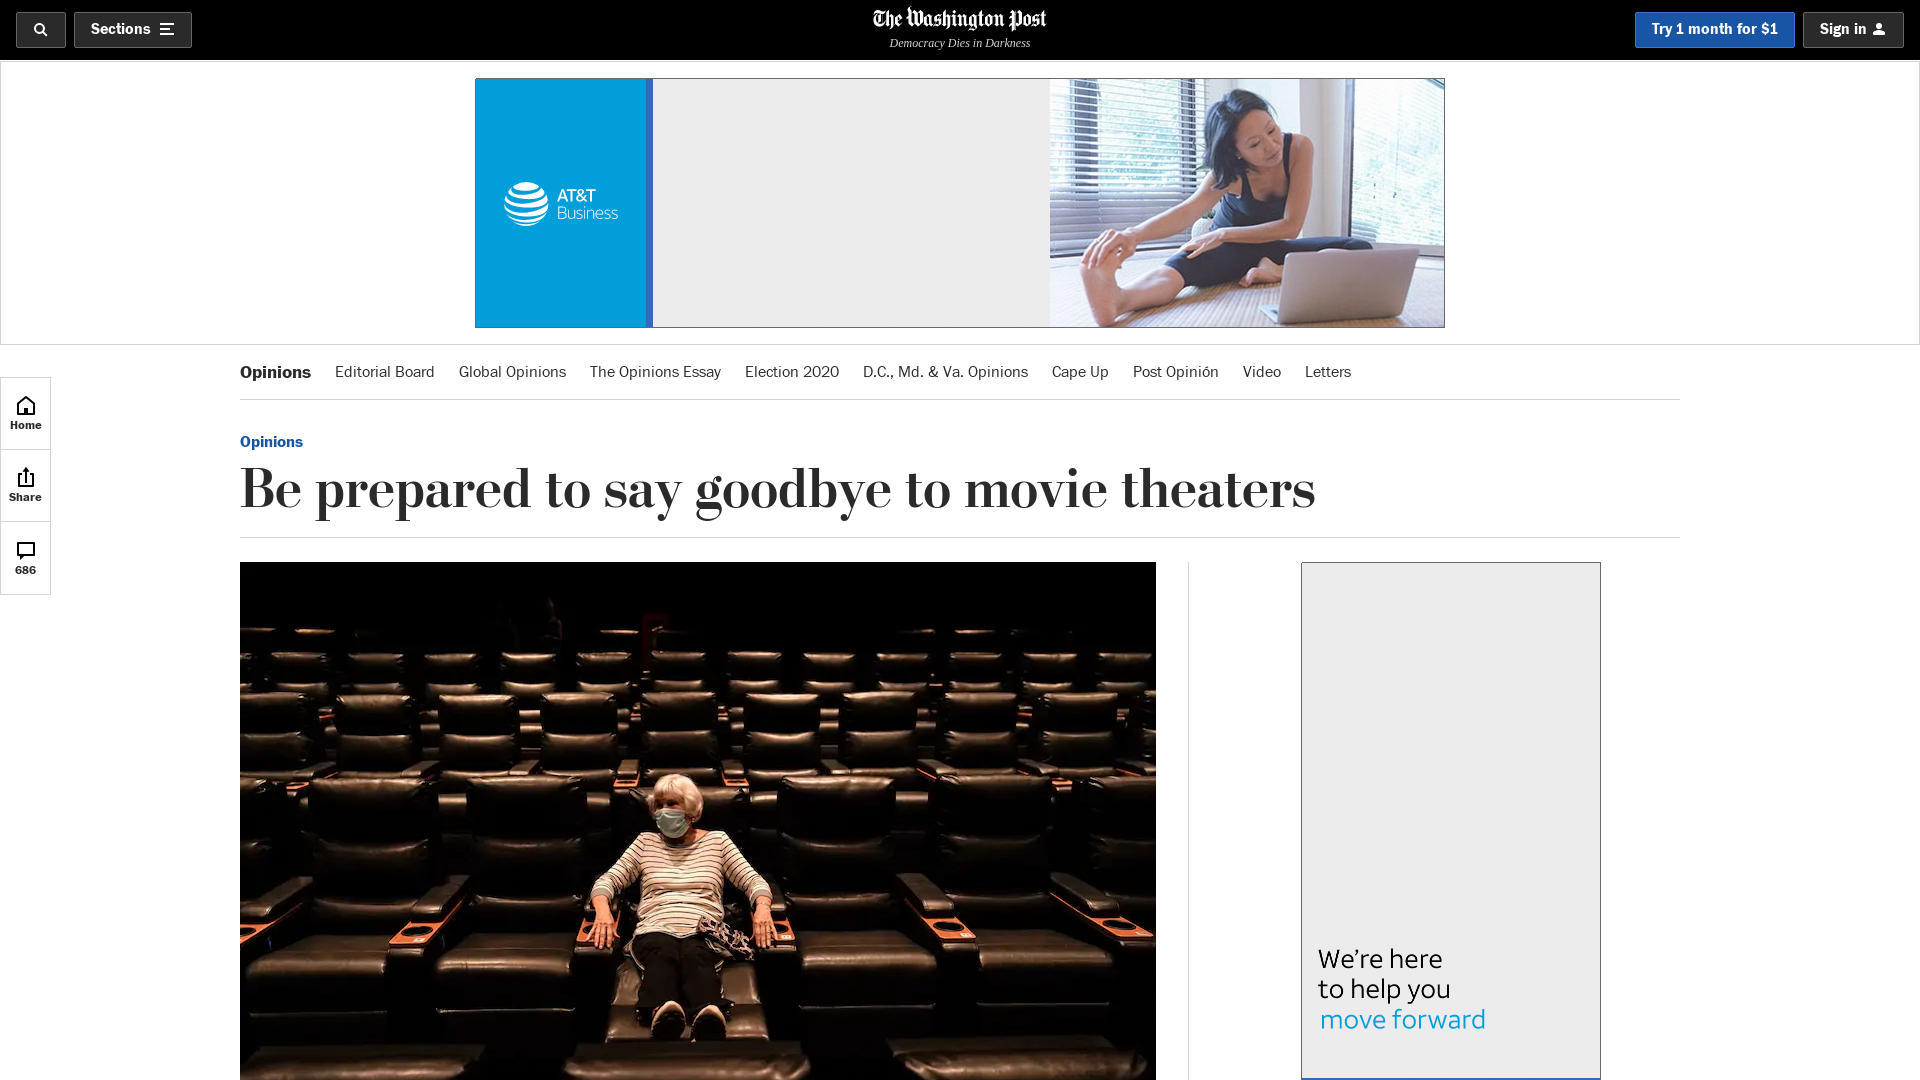 Sections
The Washington Post
Democracy Dies in Darkness
Try 1 month for $1
Sign in
AT&T
Business
Opinions
Editorial Board
Global Opinions
The Opinions Essay
Election 2020
D.C., Md. & Va. Opinions
Cape Up
Post Opinión
Video
Letters
Home
Share
686
Opinions
Be prepared to say goodbye to movie theaters
We're here
to help you
move forward